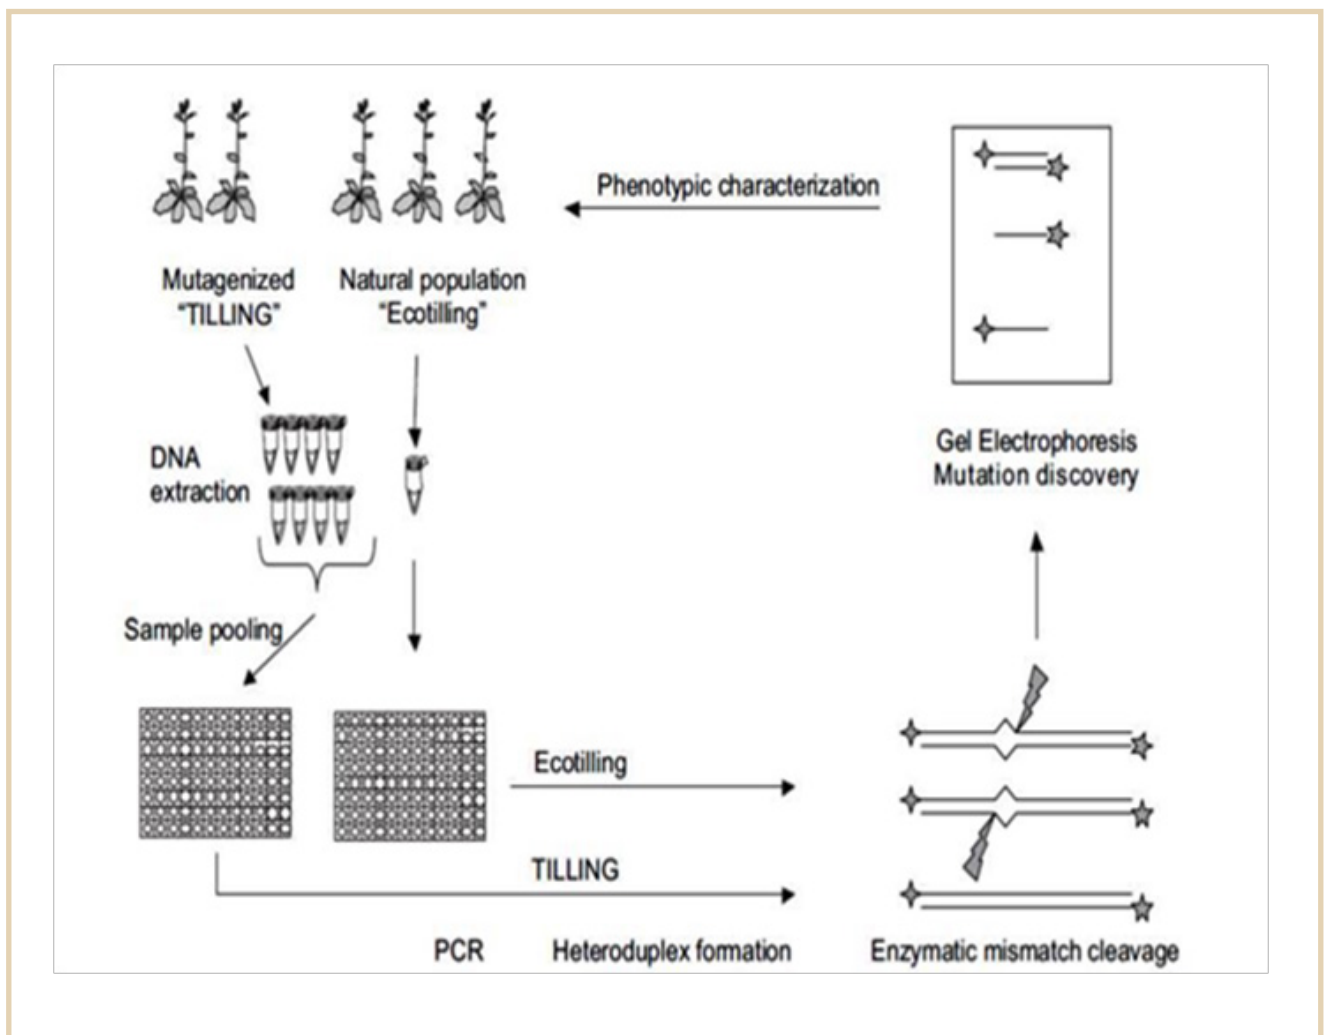 Phenotypic characterization
Mutagenized
"TILLING"
Natural population
"Ecotilling"
DNA
extraction
Gel Electrophoresis
Mutation discovery
Sample pooling
Ecotilling
TILLING
PCR
Heteroduplex formation
Enzymatic mismatch cleavage